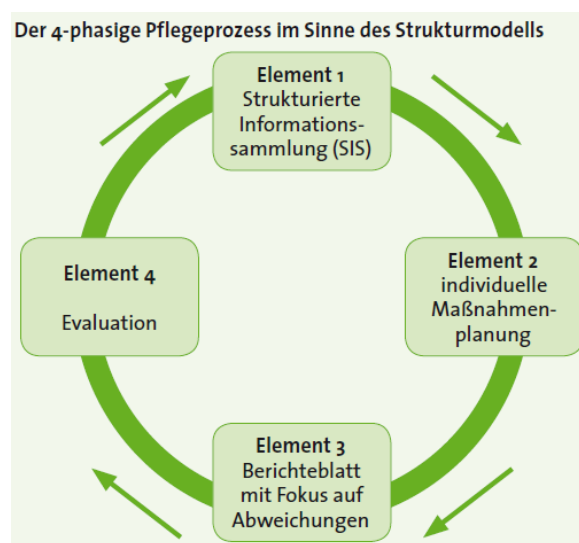 Der 4-phasige Pflegeprozess im Sinne des Strukturmodells
Element 1
Strukturierte
Informations-
sammlung (SIS)
Element 2
individuelle
Maßnahmen-
planung
Element 3
Berichteblatt
mit Fokus auf
Abweichungen
Element 4
Evaluation